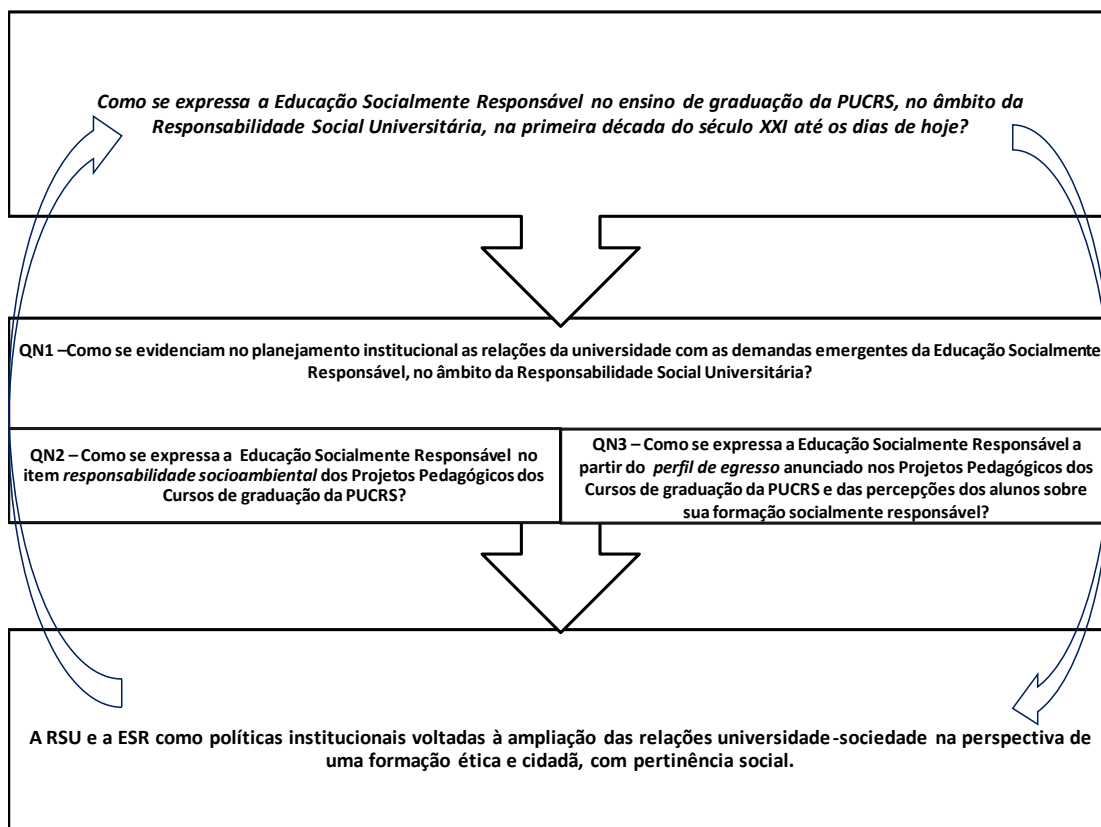 Como se expressa a Educação Socialmente Responsável no ensino de graduação da PUCRS, no âmbito da
Responsabilidade Social Universitária, na primeira década do século XXI até os dias de hoje?
QN1 –Como se evidenciam no planejamento institucional as relações da universidade com as demandas emergentes da Educação Socialmente
Responsável, no âmbito da Responsabilidade Social Universitária?
QN2 – Como se expressa a Educação Socialmente Responsável no
item responsabilidade socioambiental dos Projetos Pedagógicos dos
Cursos de graduação da PUCRS?
QN3 – Como se expressa a Educação Socialmente Responsável a
partir do perfil de egresso anunciado nos Projetos Pedagógicos dos
Cursos de graduação da PUCRS e das percepções dos alunos sobre
sua formação socialmente responsável?
A RSU e a ESR como políticas institucionais voltadas à ampliação das relações universidade-sociedade na perspectiva de
uma formação ética e cidadã, com pertinência social.